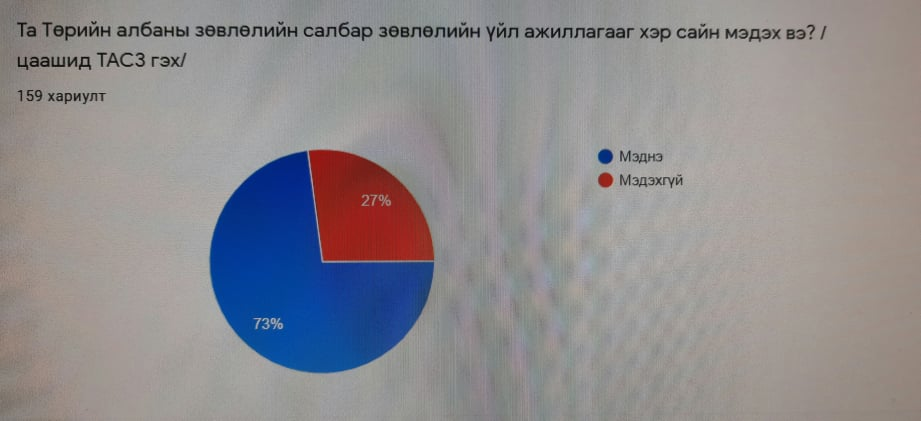 Та Төрийн албаны зөвлөлийн салбар зөвлөлийн үйл ажиллагааг хэр сайн мэдэх вэ? /
цаашид ТАСЗ гэх/
159 хариулт
Мэднэ
Мэдэхгүй
27%
73%